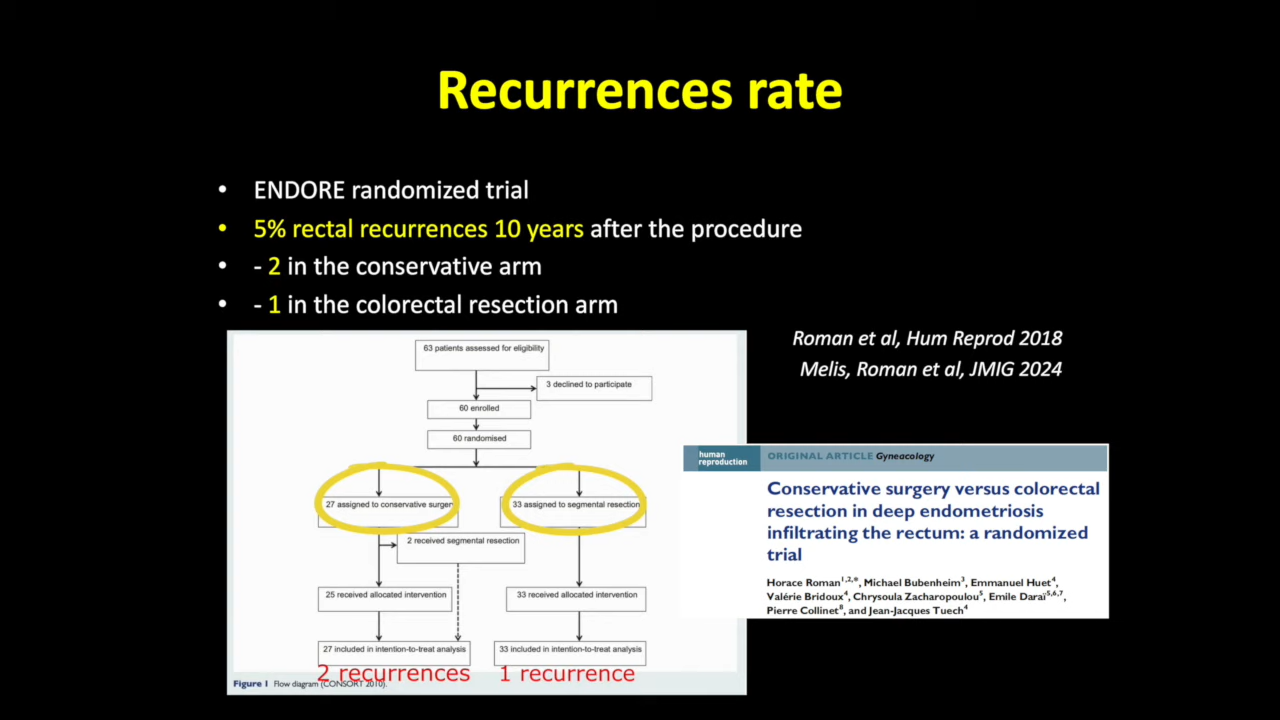 Recurrences rate
• ENDORE randomized trial
• 5% rectal recurrences 10 years after the procedure
• - 2 in the conservative arm
• - 1 in the colorectal resection arm
Roman et al, Hum Reprod 2018
Melis, Roman et al, JMIG 2024
63 patients assessed for eligibility
3 declined to participate
60 enrolled
60 randomised
27 assigned to conservative surgery
33 assigned to segmental resection
2 received segmental resection
25 received allocated intervention
33 received allocated intervention
27 included in intention-to-treat analysis
33 included in intention-to-treat analysis
2 recurrences
1 recurrence
Figure 1 Flow diagram (CONSORT 2010).
human
reproduction
ORIGINAL ARTICLE Gyneacology
Conservative surgery versus colorectal
resection in deep endometriosis
infiltrating the rectum: a randomized
trial
Horace Roman1,2,*, Michael Bubenheim3, Emmanuel Huet4,
Valérie Bridoux4, Chrysoula Zacharopoulou5, Emile Daraï5,6,7,
Pierre Collinet8, and Jean-Jacques Tuech4